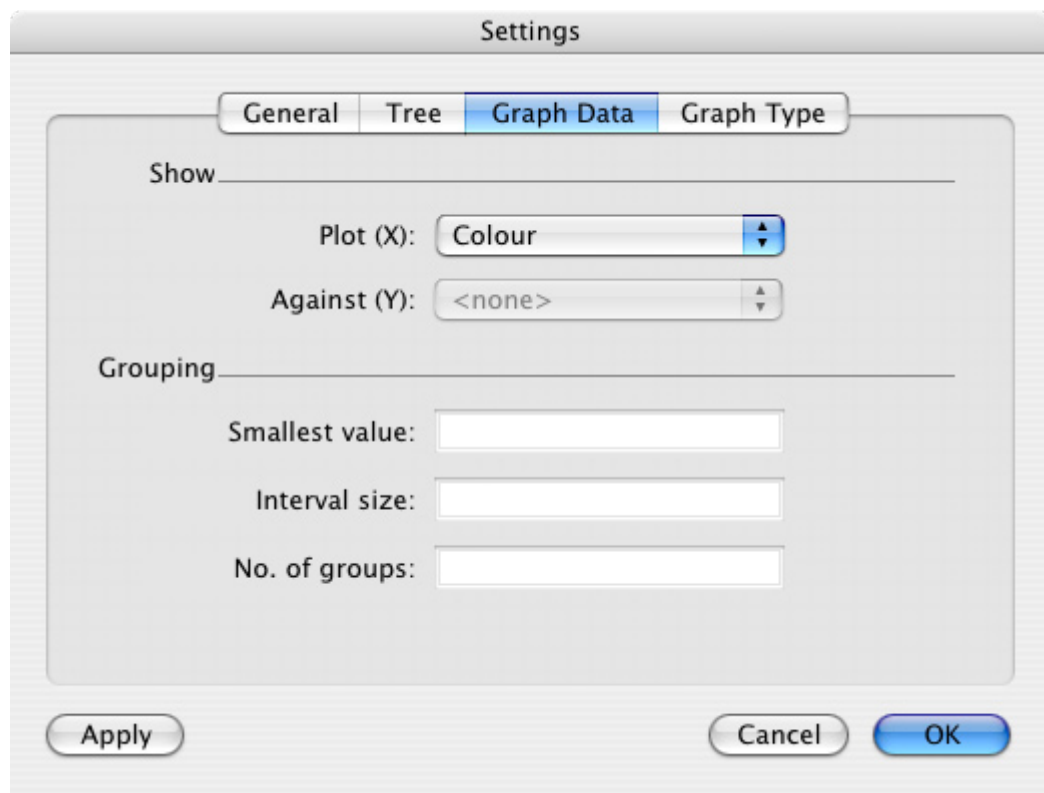 Settings
General Tree Graph Data Graph Type
Show
Plot (X): Colour
Against (Y): <none>
Grouping
Smallest value:
Interval size:
No. of groups:
Apply Cancel OK